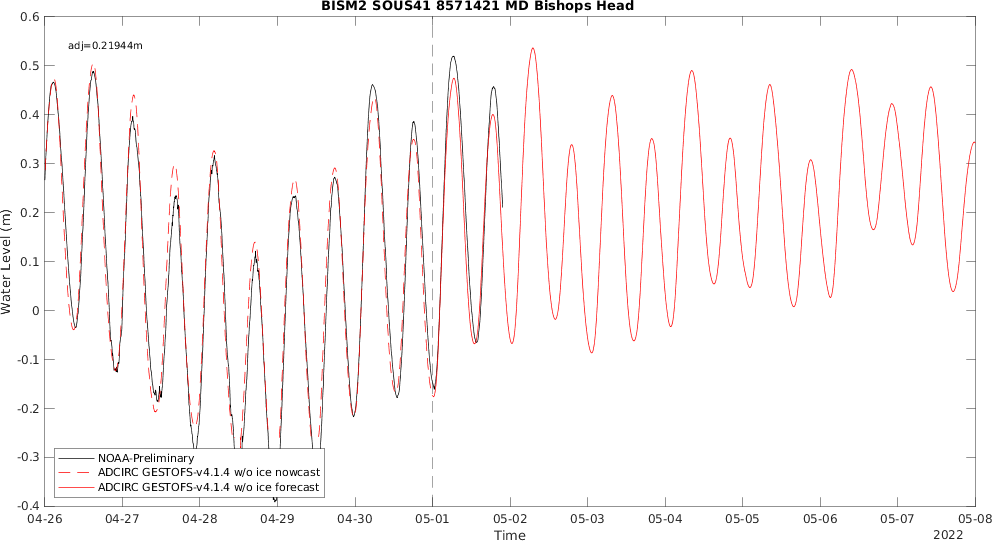 BISM2 SOUS41 8571421 MD Bishops Head
adj=0.21944m
Water Level (m)
0.6
0.5
0.4
0.3
0.2
0.1
0
-0.1
-0.2
-0.3
-0.4
NOAA-Preliminary
ADCIRC GESTOFS-v4.1.4 w/o ice nowcast
ADCIRC GESTOFS-v4.1.4 w/o ice forecast
04-26 04-27 04-28 04-29 04-30 05-01 05-02 05-03 05-04 05-05 05-06 05-07 05-08
Time
2022